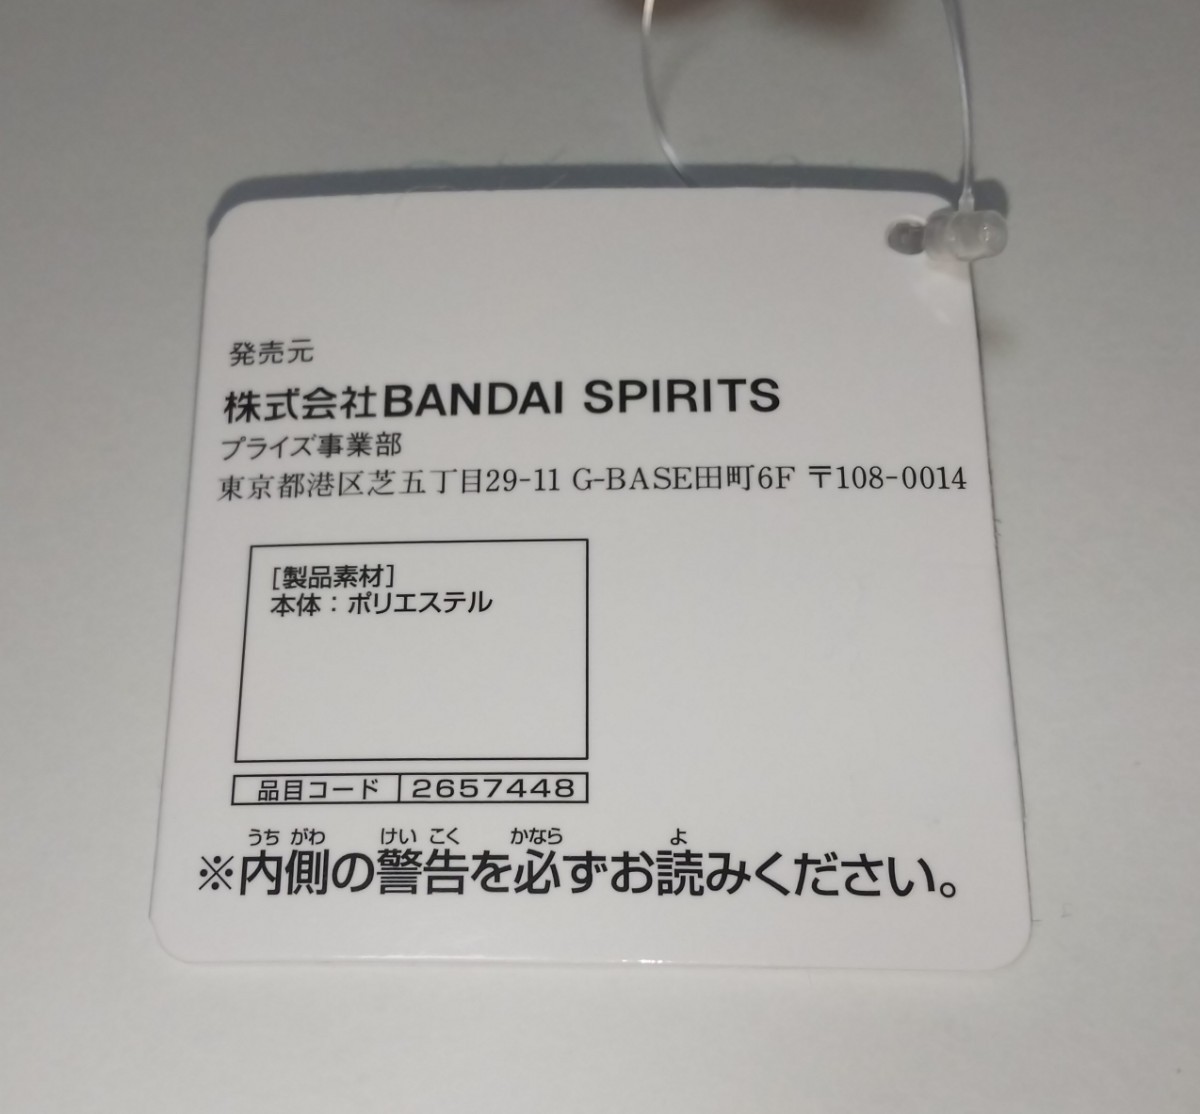 発売元
株式会社BANDAI SPIRITS
プライズ事業部
東京都港区芝五丁目29-11 G-BASE田町6F 〒108-0014
[製品素材]
本体：ポリエステル
品目コード 2657448
うち がわ けい こく かなら よ
※内側の警告を必ずお読みください。